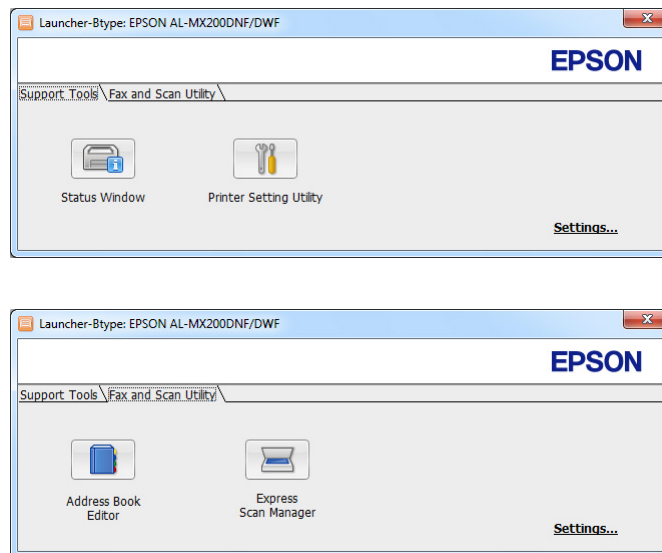 Launcher-Btype: EPSON AL-MX200DNF/DWF
EPSON
Support Tools Fax and Scan Utility
Status Window Printer Setting Utility
Settings...
Launcher-Btype: EPSON AL-MX200DNF/DWF
EPSON
Support Tools Fax and Scan Utility
Address Book Express
Editor Scan Manager
Settings...